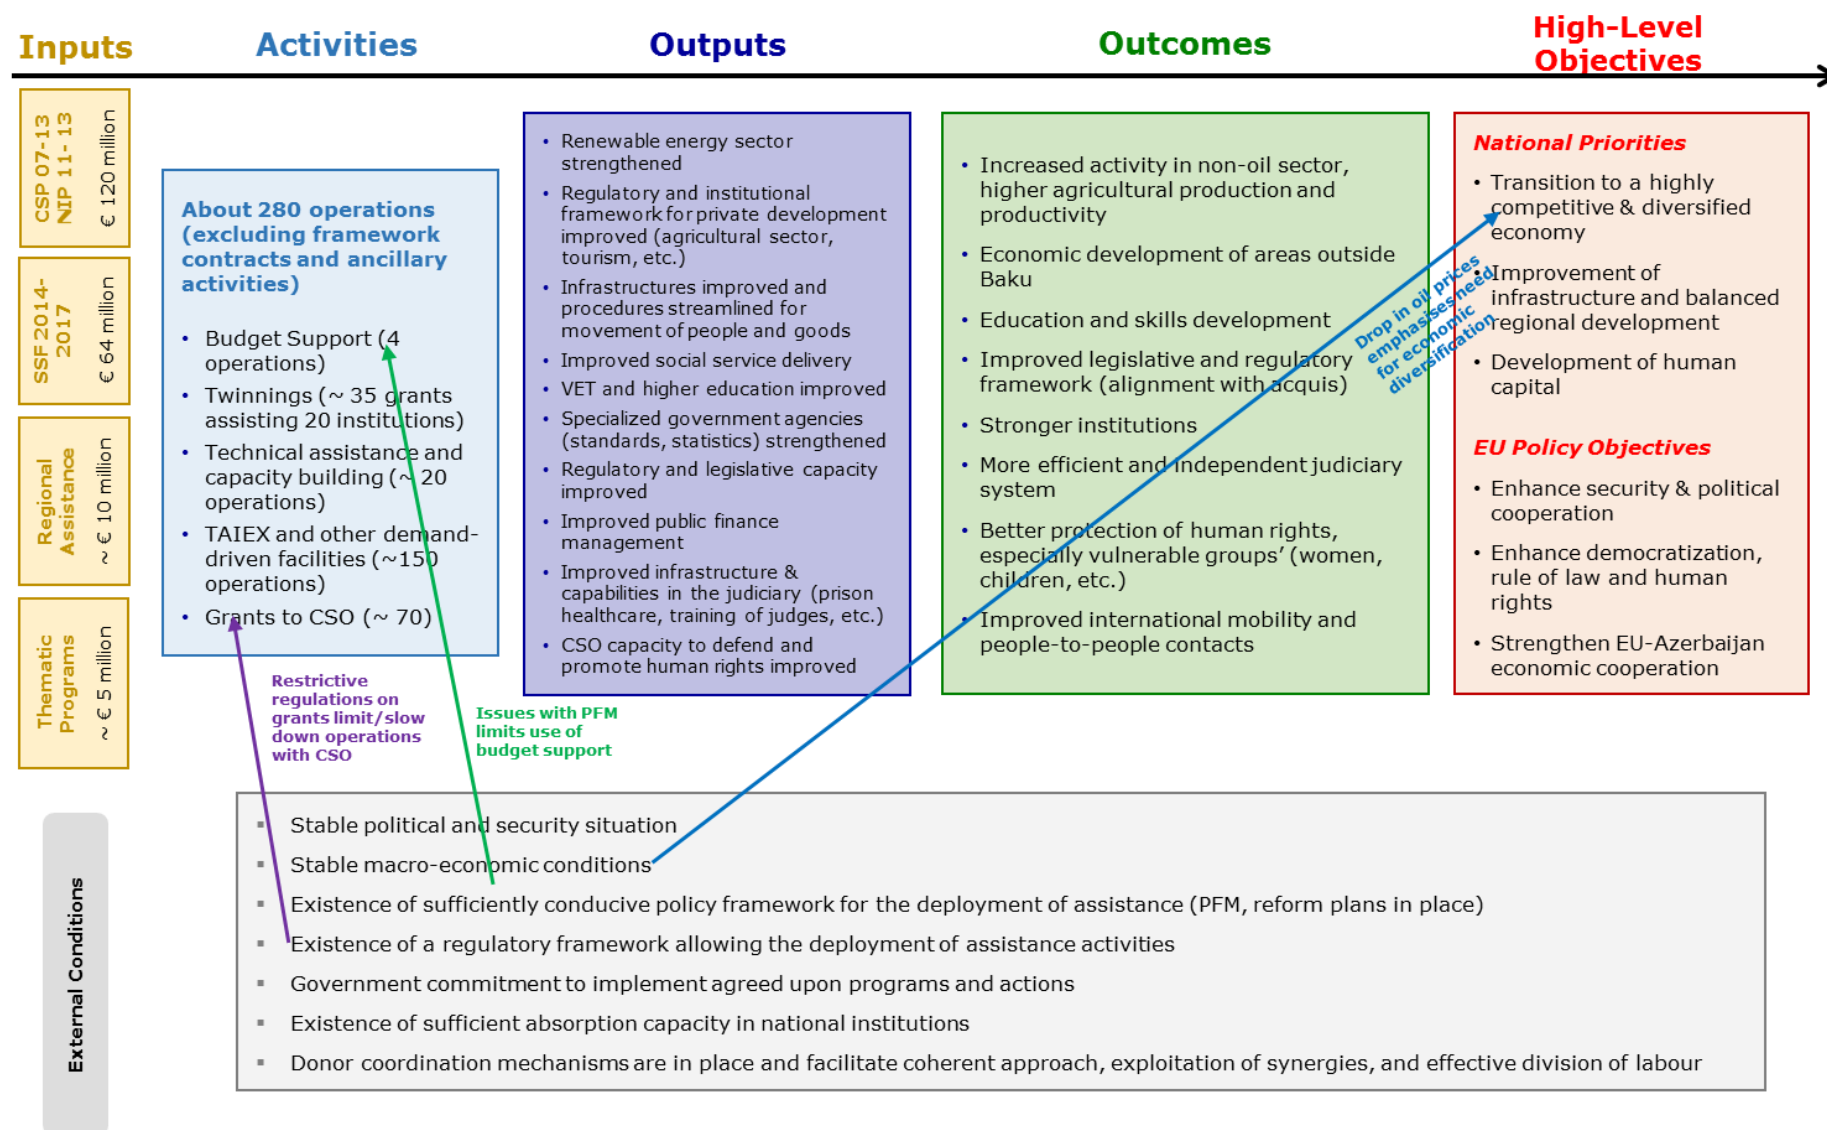 Inputs
Activities
Outputs
Outcomes
High-Level
Objectives
CSP 07-13
NIP 11- 13
€ 120 million
SSF 2014-
2017
€ 64 million
Regional
Assistance
~ € 10 million
Thematic
Programs
~ € 5 million
About 280 operations
(excluding framework
contracts and ancillary
activities)
• Budget Support (4
operations)
• Twinnings (~ 35 grants
assisting 20 institutions)
• Technical assistance and
capacity building (~ 20
operations)
• TAIEX and other demand-
driven facilities (~150
operations)
• Grants to CSO (~ 70)
• Renewable energy sector
strengthened
• Regulatory and institutional
framework for private development
improved (agricultural sector,
tourism, etc.)
• Infrastructures improved and
procedures streamlined for
movement of people and goods
• Improved social service delivery
• VET and higher education improved
• Specialized government agencies
(standards, statistics) strengthened
• Regulatory and legislative capacity
improved
• Improved public finance
management
• Improved infrastructure &
capabilities in the judiciary (prison
healthcare, training of judges, etc.)
• CSO capacity to defend and
promote human rights improved
• Increased activity in non-oil sector,
higher agricultural production and
productivity
• Economic development of areas outside
Baku
• Education and skills development
• Improved legislative and regulatory
framework (alignment with acquis)
• Stronger institutions
• More efficient and independent judiciary
system
• Better protection of human rights,
especially vulnerable groups’ (women,
children, etc.)
• Improved international mobility and
people-to-people contacts
National Priorities
• Transition to a highly
competitive & diversified
economy
• Improvement of
infrastructure and balanced
regional development
• Development of human
capital
EU Policy Objectives
• Enhance security & political
cooperation
• Enhance democratization,
rule of law and human
rights
• Strengthen EU-Azerbaijan
economic cooperation
Drop in oil prices
emphasises need
for economic
diversification
Restrictive
regulations on
grants limit/slow
down operations
with CSO
Issues with PFM
limits use of
budget support
External Conditions
▪ Stable political and security situation
▪ Stable macro-economic conditions
▪ Existence of sufficiently conducive policy framework for the deployment of assistance (PFM, reform plans in place)
▪ Existence of a regulatory framework allowing the deployment of assistance activities
▪ Government commitment to implement agreed upon programs and actions
▪ Existence of sufficient absorption capacity in national institutions
▪ Donor coordination mechanisms are in place and facilitate coherent approach, exploitation of synergies, and effective division of labour